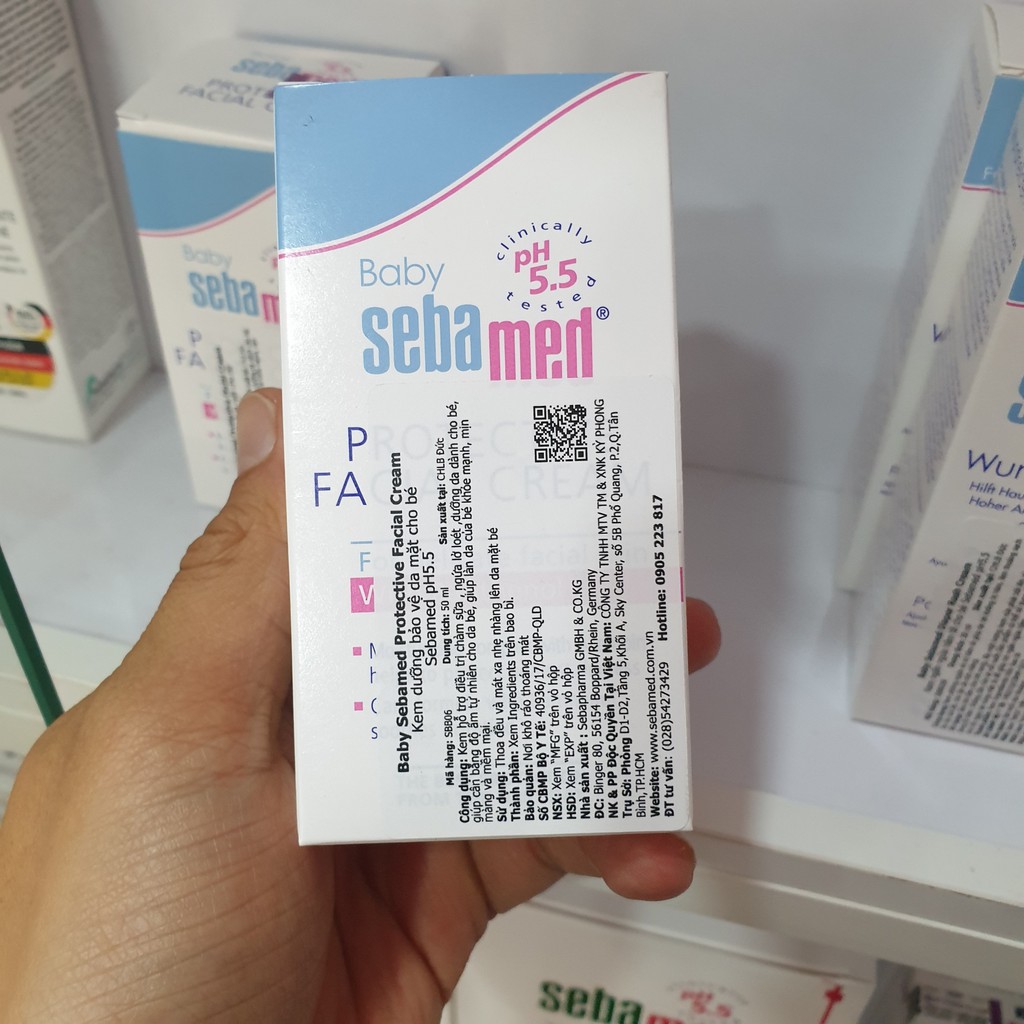 Baby
sebamed®
clinically
pH
5.5
tested
P
FA
F
Baby Sebamed Protective Facial Cream
Kem dưỡng bảo vệ da mặt cho bé
Sebamed pH5.5
Mã hàng: SBB06 Dung tích: 50 ml Sản xuất tại: CHLB Đức
Công dụng: Kem hỗ trợ điều trị chàm sữa , ngừa lở loét ,dưỡng da dành cho bé,
giúp cân bằng độ ẩm tự nhiên cho da bé, giúp làn da của bé khỏe mạnh, mịn
màng và mềm mại.
Sử dụng: Thoa đều và mát xa nhẹ nhàng lên da mặt bé
Thành phần: Xem Ingredients trên bao bì.
Bảo quản: Nơi khô ráo thoáng mát
Số CBMP Bộ Y Tế: 40936/17/CBMP-QLD
NSX: Xem "MFG" trên vỏ hộp
HSD: Xem "EXP" trên vỏ hộp
Nhà sản xuất : Sebapharma GMBH & CO.KG
ĐC: Binger 80, 56154 Boppard/Rhein, Germany
NK & PP Độc Quyền Tại Việt Nam: CÔNG TY TNHH MTV TM & XNK KỲ PHONG
Trụ Sở: Phòng D1-D2,Tầng 5,Khối A, Sky Center, số 5B Phổ Quang, P.2,Q.Tân
Bình,TP.HCM
Website: www.sebamed.com.vn
ĐT tư vấn: (028)54273429 Hotline: 0905 2223 817
Baby
sebam
P
FA
Wun
Hilft Hau
Hoher A
sebamed
pH
5.5